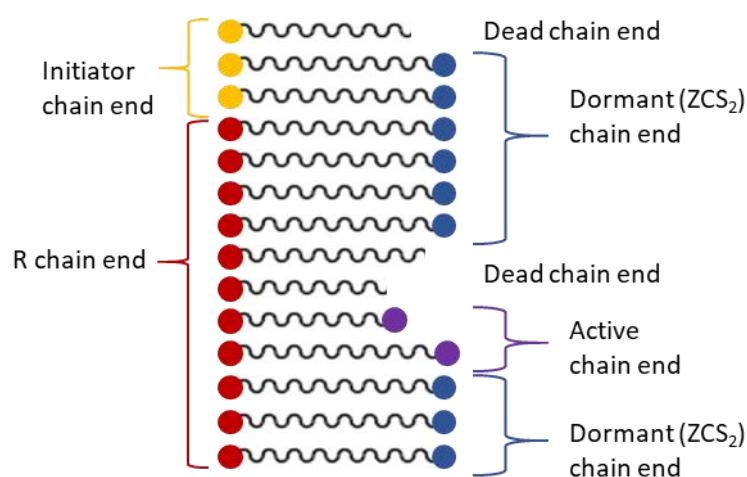 Dead chain end
Initiator
chain end
Dormant (ZCS₂)
chain end
R chain end
Dead chain end
Active
chain end
Dormant (ZCS₂)
chain end